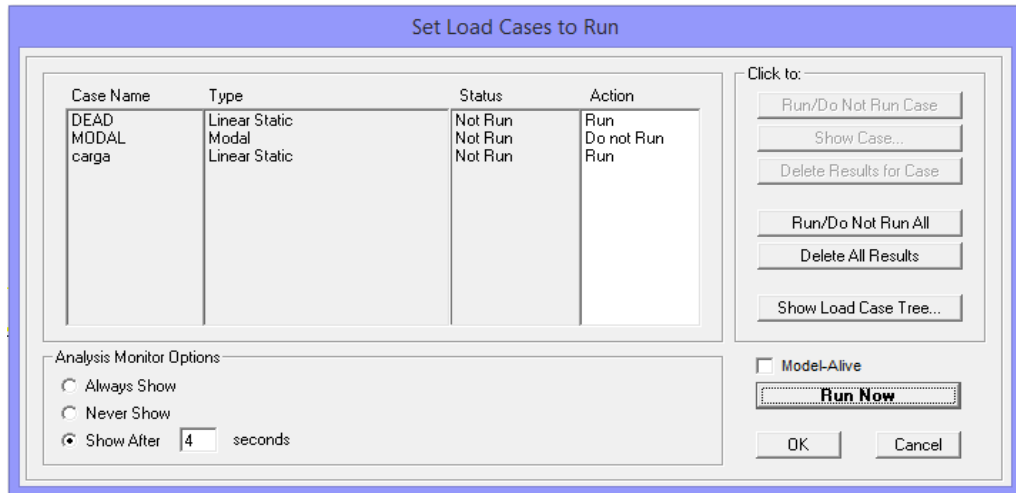 Set Load Cases to Run
Case Name Type Status Action
DEAD Linear Static Not Run Run
MODAL Modal Not Run Do not Run
carga Linear Static Not Run Run
Click to:
Run/Do Not Run Case
Show Case...
Delete Results for Case
Run/Do Not Run All
Delete All Results
Show Load Case Tree...
Analysis Monitor Options
Always Show
Never Show
Show After 4 seconds
Model-Alive
Run Now
OK Cancel